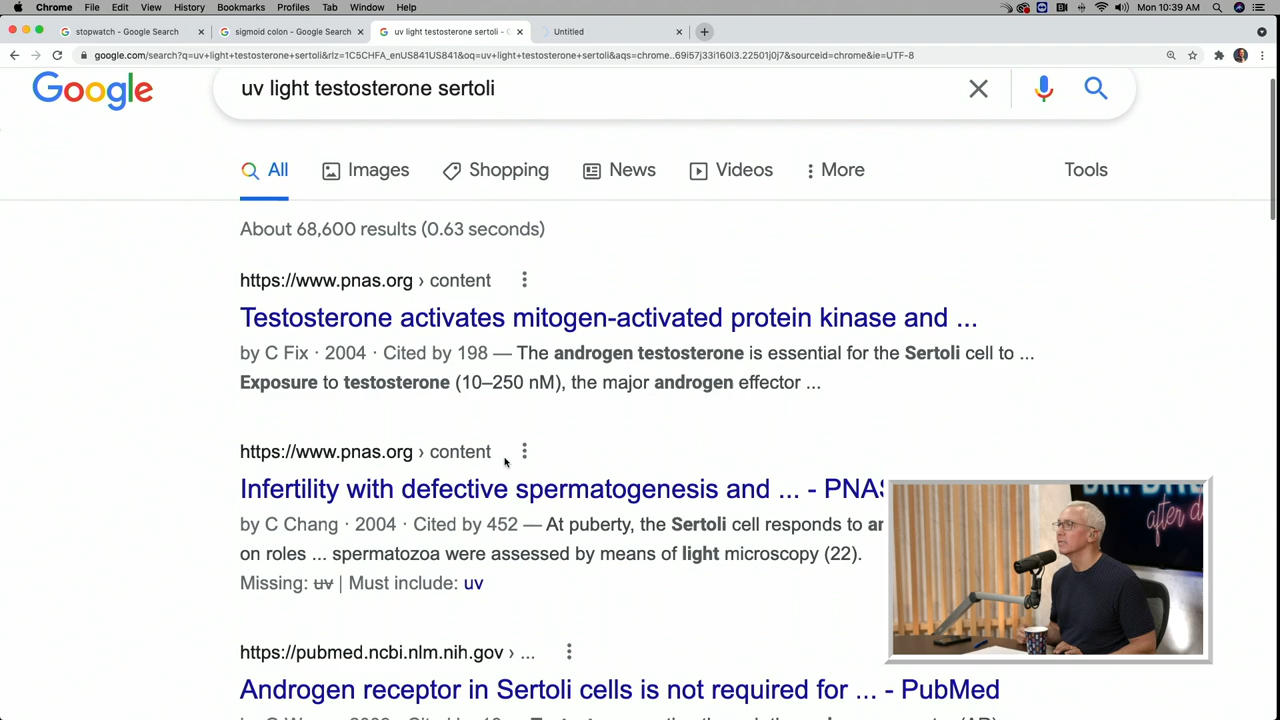 Chrome File Edit View History Bookmarks Profiles Tab Window Help Mon 10:39 AM
stopwatch - Google Search
sigmoid colon - Google Search
uv light testosterone sertoli -
Untitled
google.com/search?q=uv+light+testosterone+sertoli&rlz=1C5CHFA_enUS841US841&oq=uv+light+testosterone+sertoli&aqs=chrome..69i57j33i160l3.22501j0j7&sourceid=chrome&ie=UTF-8
Google
uv light testosterone sertoli
All Images Shopping News Videos More Tools
About 68,600 results (0.63 seconds)
https://www.pnas.org › content
Testosterone activates mitogen-activated protein kinase and ...
by C Fix · 2004 · Cited by 198 — The androgen testosterone is essential for the Sertoli cell to ...
Exposure to testosterone (10–250 nM), the major androgen effector ...
https://www.pnas.org › content
Infertility with defective spermatogenesis and ... - PNAS
by C Chang · 2004 · Cited by 452 — At puberty, the Sertoli cell responds to
on roles ... spermatozoa were assessed by means of light microscopy (22).
Missing: uv | Must include: uv
DR.
after
https://pubmed.ncbi.nlm.nih.gov › ...
Androgen receptor in Sertoli cells is not required for ... - PubMed